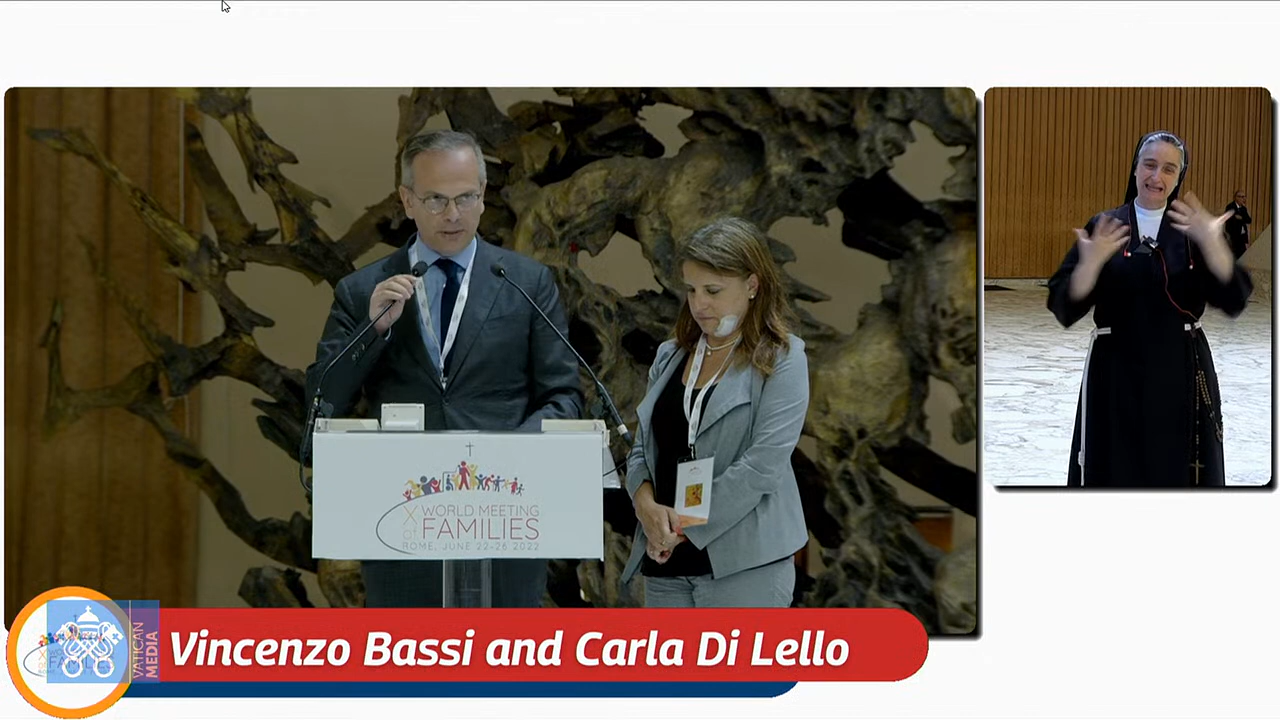 X WORLD MEETING
of FAMILIES
ROME, JUNE 22-26 2022
VATICAN
MEDIA
Vincenzo Bassi and Carla Di Lello